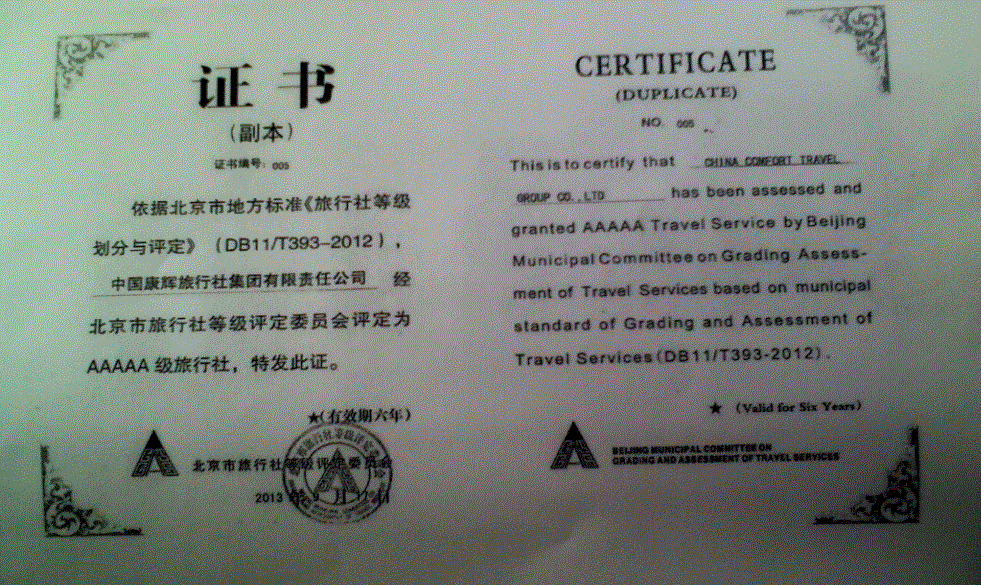 证书
(副本)
证书编号: 005
依据北京市地方标准《旅行社等级
划分与评定》(DB11/T393-2012),
中国康辉旅行社集团有限责任公司 经
北京市旅行社等级评定委员会评定为
AAAAA 级旅行社，特发此证。
★(有效期六年)
北京市旅行社等级评定委员会
2013 年 9 月 日
CERTIFICATE
(DUPLICATE)
NO. 005
This is to certify that CHINA COMFORT TRAVEL
GROUP CO., LTD has been assessed and
granted AAAAA Travel Service by Beijing
Municipal Committee on Grading Assess-
ment of Travel Services based on municipal
standard of Grading and Assessment of
Travel Services (DB11/T393-2012).
★ (Valid for Six Years)
BEIJING MUNICIPAL COMMITTEE ON
GRADING AND ASSESSMENT OF TRAVEL SERVICES